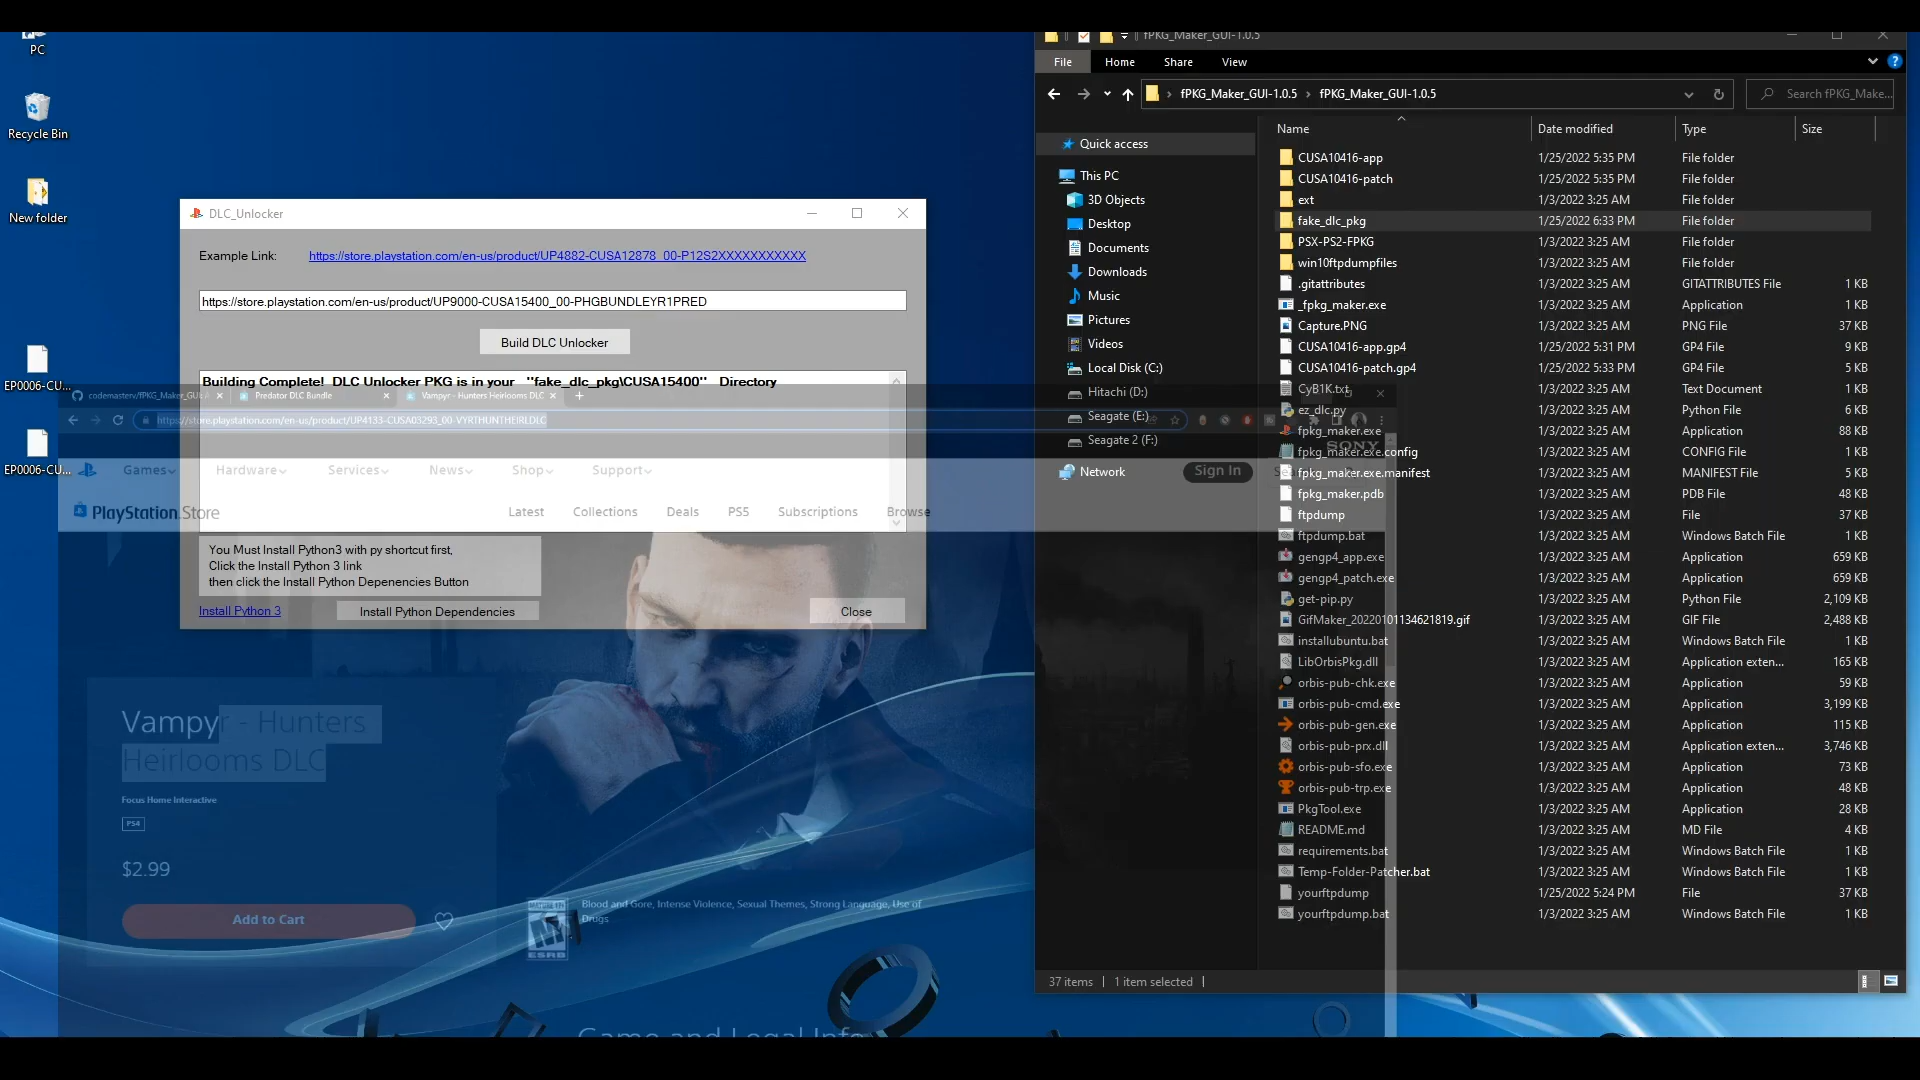 PC
Recycle Bin
New folder
EP0006-CU...
EP0006-CU...
DLC_Unlocker
Example Link: https://store.playstation.com/en-us/product/UP4882-CUSA12878_00-P12S2XXXXXXXXXXX
https://store.playstation.com/en-us/product/UP9000-CUSA15400_00-PHGBUNDLEYR1PRED
Build DLC Unlocker
Building Complete! DLC Unlocker PKG is in your "fake_dlc_pkg\CUSA15400" Directory
codemasterv/fPKG_Maker_GUI
Predator DLC Bundle
Vampyr - Hunters Heirlooms DLC
https://store.playstation.com/en-us/product/UP4133-CUSA03293_00-VYRTHUNTHEIRLDLC
SONY
Games
Hardware
Services
News
Shop
Support
Sign In
PlayStation.Store
Latest
Collections
Deals
PS5
Subscriptions
Browse
You Must Install Python3 with py shortcut first,
Click the Install Python 3 link
then click the Install Python Depenencies Button
Install Python 3
Install Python Dependencies
Close
Vampyr - Hunters
Heirlooms DLC
Focus Home Interactive
PS4
$2.99
Add to Cart
ESRB
Blood and Gore, Intense Violence, Sexual Themes, Strong Language, Use of
Drugs
Game and Legal Info
fPKG_Maker_GUI-1.0.5
File Home Share View
fPKG_Maker_GUI-1.0.5 › fPKG_Maker_GUI-1.0.5
Search fPKG_Make...
Quick access
This PC
3D Objects
Desktop
Documents
Downloads
Music
Pictures
Videos
Local Disk (C:)
Hitachi (D:)
Seagate (E:)
Seagate 2 (F:)
Network
Name Date modified Type Size
CUSA10416-app 1/25/2022 5:35 PM File folder
CUSA10416-patch 1/25/2022 5:35 PM File folder
ext 1/3/2022 3:25 AM File folder
fake_dlc_pkg 1/25/2022 6:33 PM File folder
PSX-PS2-FPKG 1/3/2022 3:25 AM File folder
win10ftpdumpfiles 1/3/2022 3:25 AM File folder
.gitattributes 1/3/2022 3:25 AM GITATTRIBUTES File 1 KB
_fpkg_maker.exe 1/3/2022 3:25 AM Application 1 KB
Capture.PNG 1/3/2022 3:25 AM PNG File 37 KB
CUSA10416-app.gp4 1/25/2022 5:31 PM GP4 File 9 KB
CUSA10416-patch.gp4 1/25/2022 5:33 PM GP4 File 5 KB
CyB1K.txt 1/3/2022 3:25 AM Text Document 1 KB
ez_dlc.py 1/3/2022 3:25 AM Python File 6 KB
fpkg_maker.exe 1/3/2022 3:25 AM Application 88 KB
fpkg_maker.exe.config 1/3/2022 3:25 AM CONFIG File 1 KB
fpkg_maker.exe.manifest 1/3/2022 3:25 AM MANIFEST File 5 KB
fpkg_maker.pdb 1/3/2022 3:25 AM PDB File 48 KB
ftpdump 1/3/2022 3:25 AM File 37 KB
ftpdump.bat 1/3/2022 3:25 AM Windows Batch File 1 KB
gengp4_app.exe 1/3/2022 3:25 AM Application 659 KB
gengp4_patch.exe 1/3/2022 3:25 AM Application 659 KB
get-pip.py 1/3/2022 3:25 AM Python File 2,109 KB
GifMaker_20220101134621819.gif 1/3/2022 3:25 AM GIF File 2,488 KB
installubuntu.bat 1/3/2022 3:25 AM Windows Batch File 1 KB
LibOrbisPkg.dll 1/3/2022 3:25 AM Application exten... 165 KB
orbis-pub-chk.exe 1/3/2022 3:25 AM Application 59 KB
orbis-pub-cmd.exe 1/3/2022 3:25 AM Application 3,199 KB
orbis-pub-gen.exe 1/3/2022 3:25 AM Application 115 KB
orbis-pub-prx.dll 1/3/2022 3:25 AM Application exten... 3,746 KB
orbis-pub-sfo.exe 1/3/2022 3:25 AM Application 73 KB
orbis-pub-trp.exe 1/3/2022 3:25 AM Application 48 KB
PkgTool.exe 1/3/2022 3:25 AM Application 28 KB
README.md 1/3/2022 3:25 AM MD File 4 KB
requirements.bat 1/3/2022 3:25 AM Windows Batch File 1 KB
Temp-Folder-Patcher.bat 1/3/2022 3:25 AM Windows Batch File 1 KB
yourftpdump 1/25/2022 5:24 PM File 37 KB
yourftpdump.bat 1/3/2022 3:25 AM Windows Batch File 1 KB
37 items 1 item selected